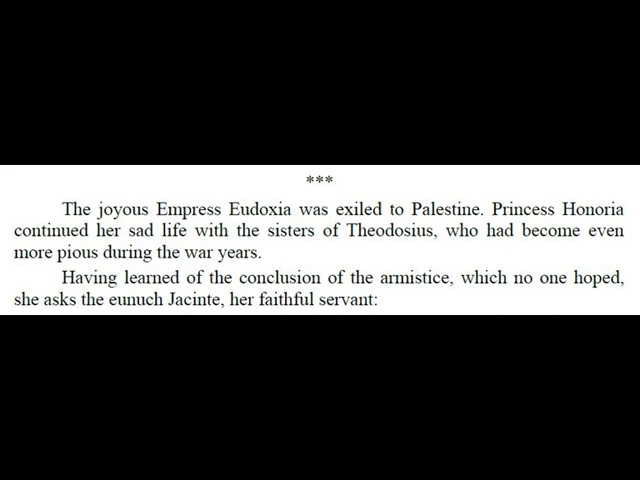 ***
The joyous Empress Eudoxia was exiled to Palestine. Princess Honoria
continued her sad life with the sisters of Theodosius, who had become even
more pious during the war years.
Having learned of the conclusion of the armistice, which no one hoped,
she asks the eunuch Jacinte, her faithful servant: